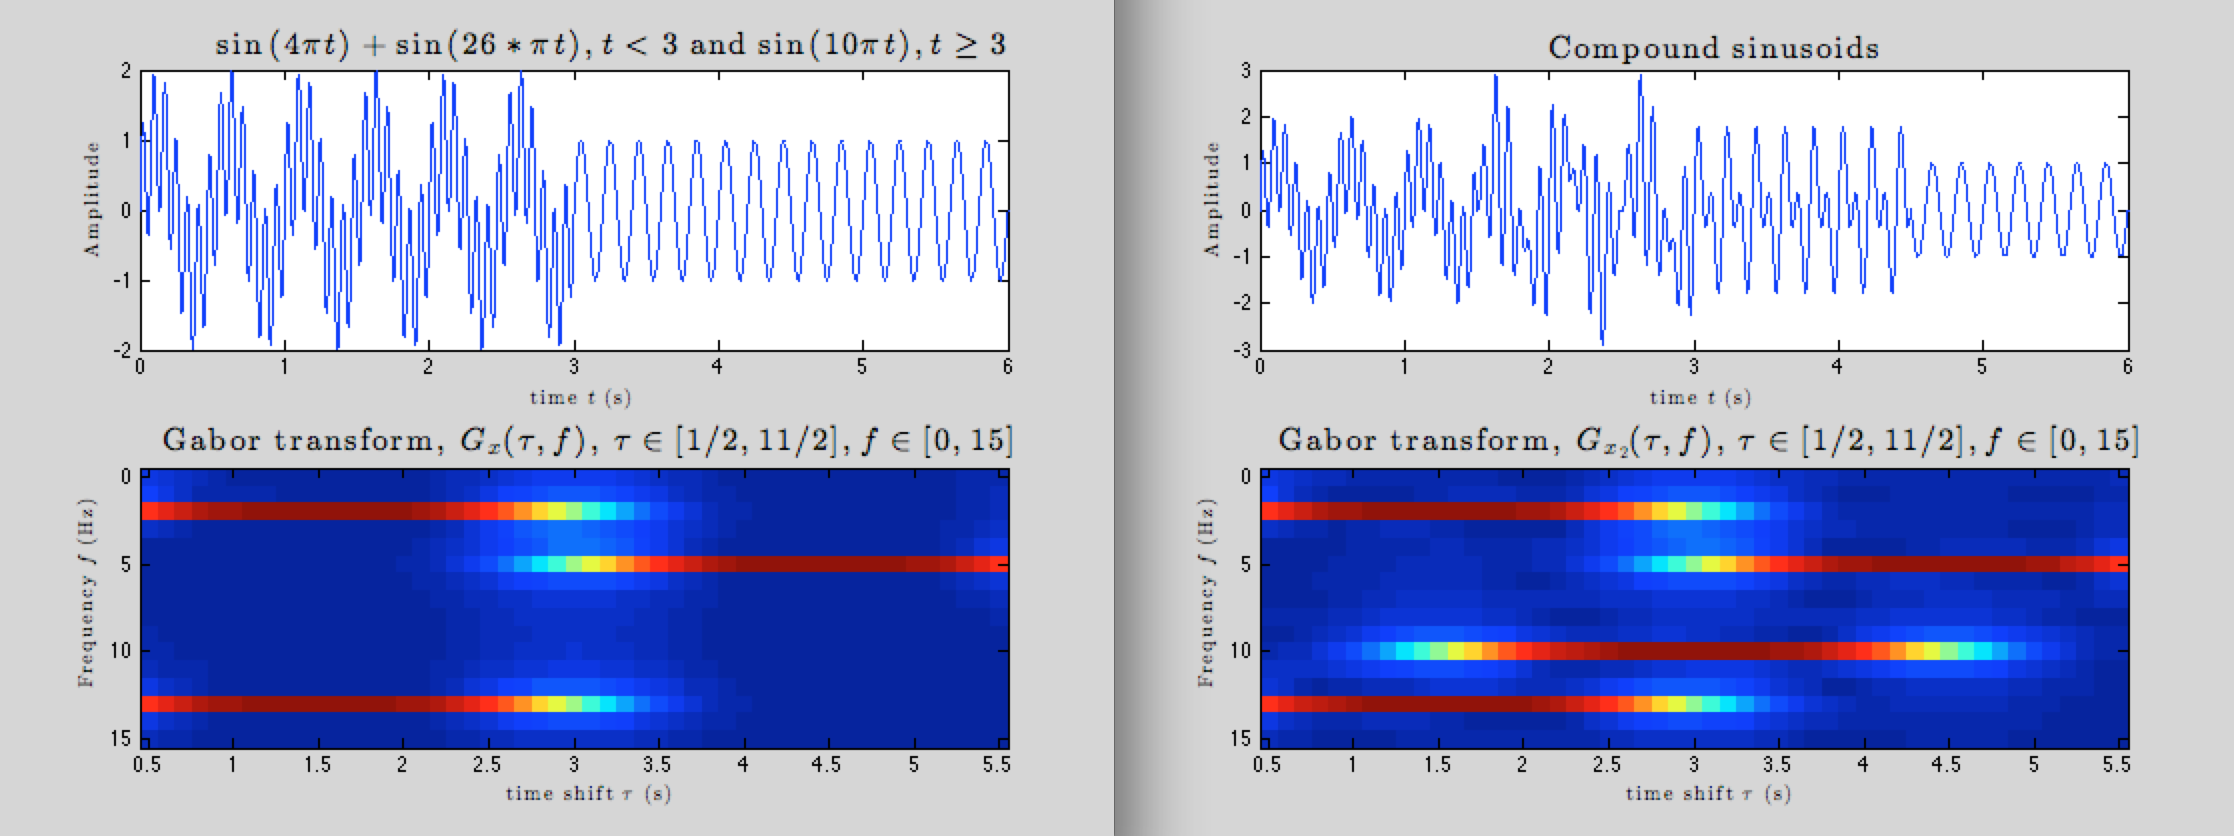 sin (4πt) + sin(26 * πt), t < 3 and sin(10πt), t ≥ 3
2
1
0
-1
-2
Amplitude
0 1 2 3 4 5 6
time t (s)
Gabor transform, Gₓ(τ, f), τ ∈ [1/2, 11/2], f ∈ [0, 15]
0
5
10
15
Frequency f (Hz)
0.5 1 1.5 2 2.5 3 3.5 4 4.5 5 5.5
time shift τ (s)
Compound sinusoids
3
2
1
0
-1
-2
-3
Amplitude
0 1 2 3 4 5 6
time t (s)
Gabor transform, G_{x₂}(τ, f), τ ∈ [1/2, 11/2], f ∈ [0, 15]
0
5
10
15
Frequency f (Hz)
0.5 1 1.5 2 2.5 3 3.5 4 4.5 5 5.5
time shift τ (s)